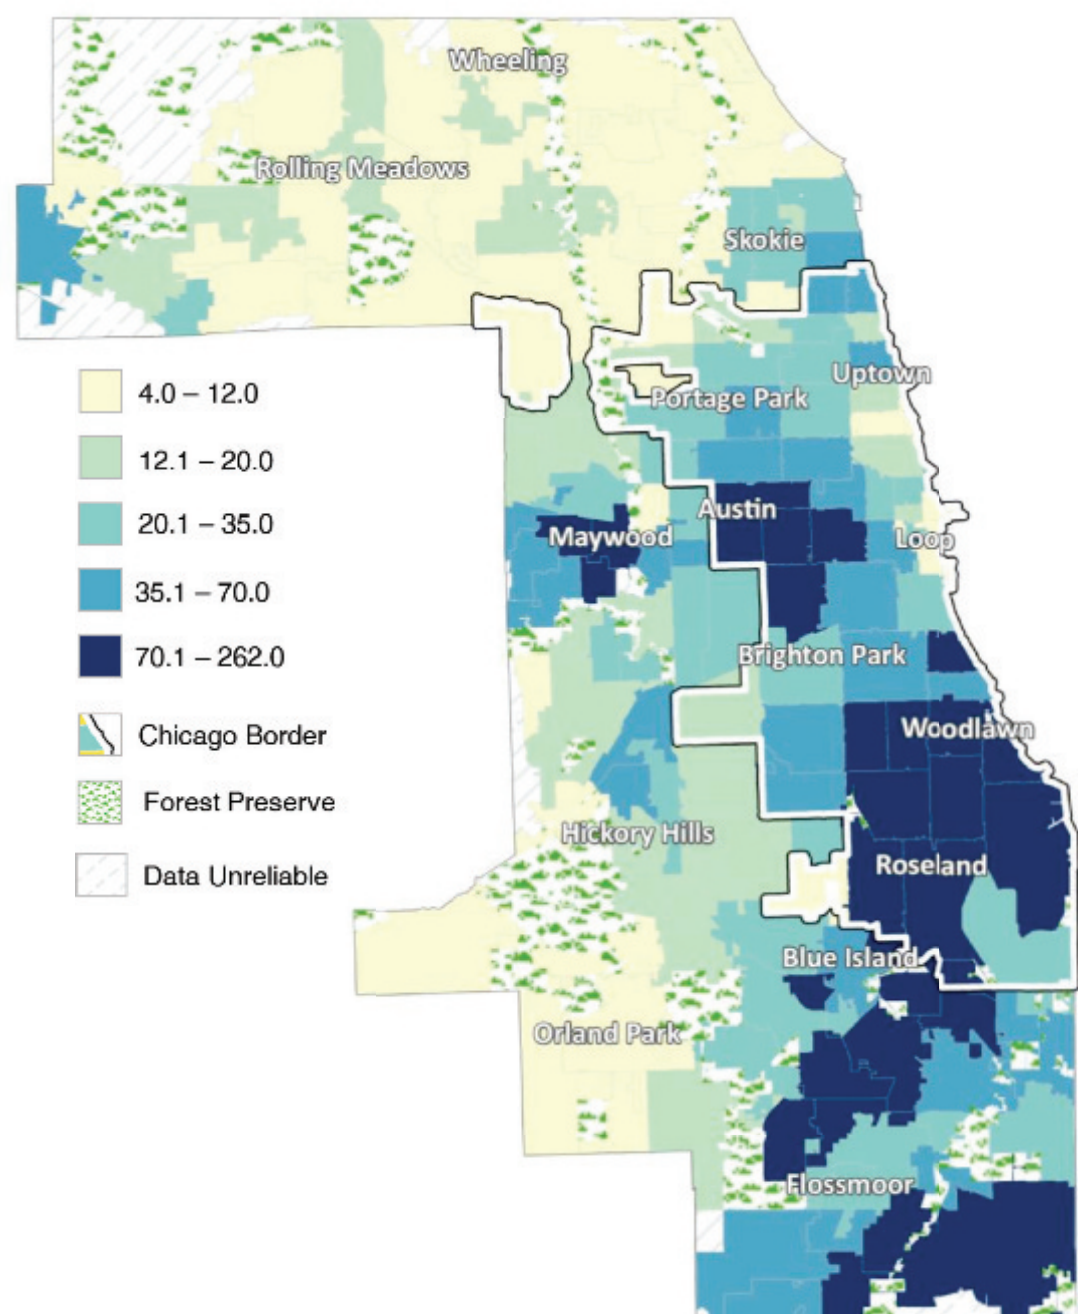 Wheeling
Rolling Meadows
Skokie
Uptown
Portage Park
4.0 – 12.0
12.1 – 20.0
20.1 – 35.0
35.1 – 70.0
70.1 – 262.0
Chicago Border
Forest Preserve
Data Unreliable
Austin
Maywood
Loop
Brighton Park
Woodlawn
Hickory Hills
Roseland
Blue Island
Orland Park
Flossmoor